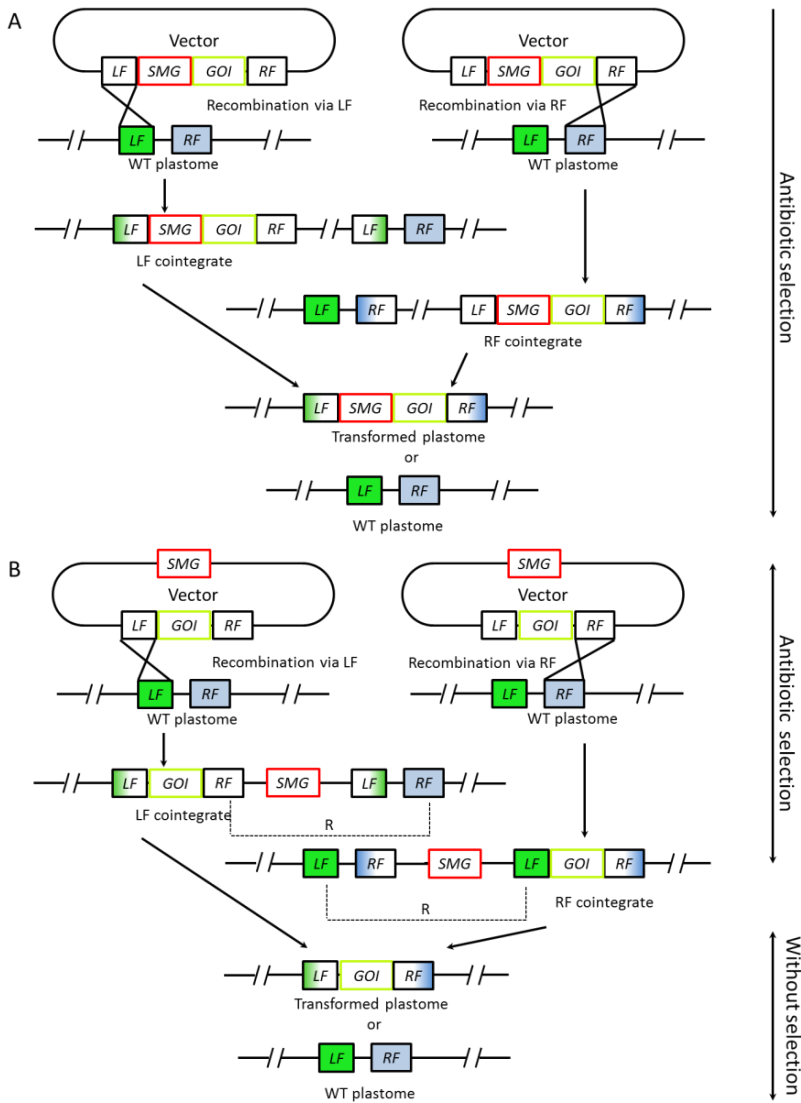 A
Vector
Vector
LF SMG GOI RF
LF SMG GOI RF
Recombination via LF
Recombination via RF
LF RF
LF RF
WT plastome
WT plastome
LF SMG GOI RF LF RF
LF cointegrate
LF RF LF SMG GOI RF
RF cointegrate
LF SMG GOI RF
Transformed plastome
or
LF RF
WT plastome
Antibiotic selection
B
SMG
SMG
Vector
Vector
LF GOI RF
LF GOI RF
Recombination via LF
Recombination via RF
LF RF
LF RF
WT plastome
WT plastome
LF GOI RF SMG LF RF
LF cointegrate
R
LF RF SMG LF GOI RF
R
RF cointegrate
LF GOI RF
Transformed plastome
or
LF RF
WT plastome
Antibiotic selection
Without selection